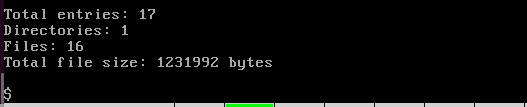 Total entries: 17
Directories: 1
Files: 16
Total file size: 1231992 bytes
$